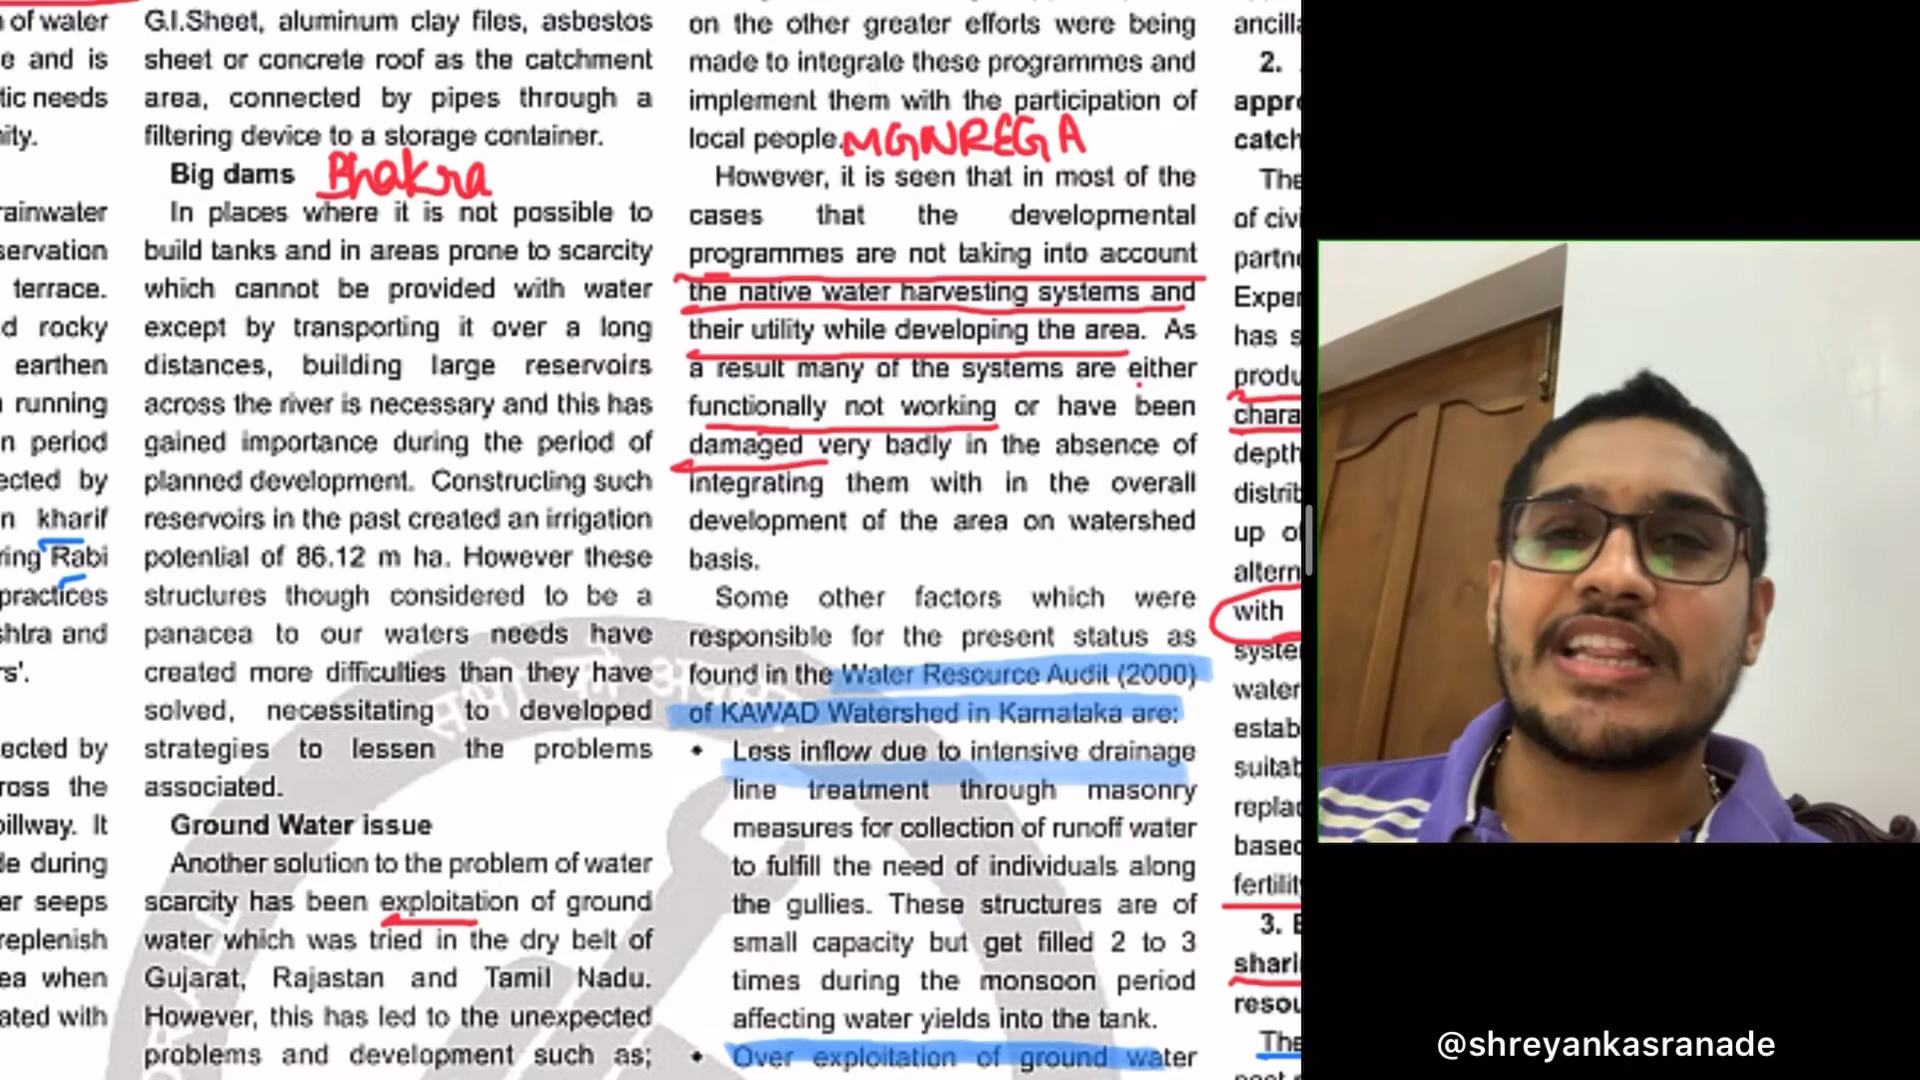 of water
e and is
tic needs
nity.
rainwater
servation
terrace.
d rocky
earthen
running
n period
ected by
n kharif
ring Rabi
practices
shtra and
rs'.
ected by
ross the
pillway. It
de during
er seeps
replenish
ea when
ated with
G.I.Sheet, aluminum clay files, asbestos
sheet or concrete roof as the catchment
area, connected by pipes through a
filtering device to a storage container.
Big dams Bhakra
In places where it is not possible to
build tanks and in areas prone to scarcity
which cannot be provided with water
except by transporting it over a long
distances, building large reservoirs
across the river is necessary and this has
gained importance during the period of
planned development. Constructing such
reservoirs in the past created an irrigation
potential of 86.12 m ha. However these
structures though considered to be a
panacea to our waters needs have
created more difficulties than they have
solved, necessitating to developed
strategies to lessen the problems
associated.
Ground Water issue
Another solution to the problem of water
scarcity has been exploitation of ground
water which was tried in the dry belt of
Gujarat, Rajastan and Tamil Nadu.
However, this has led to the unexpected
problems and development such as;
on the other greater efforts were being
made to integrate these programmes and
implement them with the participation of
local people. MGNREGA
However, it is seen that in most of the
cases that the developmental
programmes are not taking into account
the native water harvesting systems and
their utility while developing the area. As
a result many of the systems are either
functionally not working or have been
damaged very badly in the absence of
integrating them with in the overall
development of the area on watershed
basis.
Some other factors which were
responsible for the present status as
found in the Water Resource Audit (2000)
of KAWAD Watershed in Karnataka are:
• Less inflow due to intensive drainage
line treatment through masonry
measures for collection of runoff water
to fulfill the need of individuals along
the gullies. These structures are of
small capacity but get filled 2 to 3
times during the monsoon period
affecting water yields into the tank.
• Over exploitation of ground water
ancilla
2.
appro
catch
The
of civi
partne
Exper
has s
produ
chara
depth
distrib
up of
altern
with
syste
water
estab
suitab
replac
based
fertility
3. E
shari
resou
The
@shreyankasranade